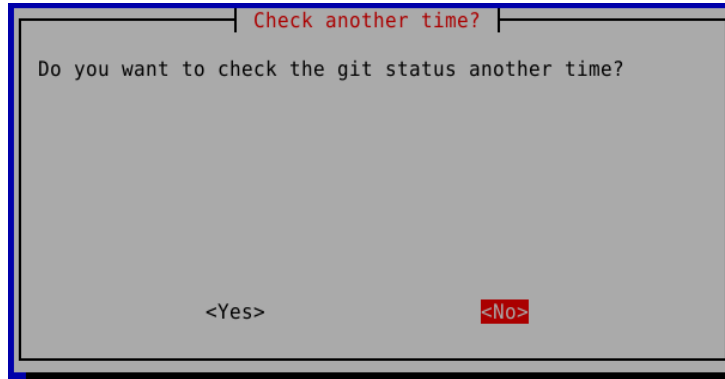 Check another time?
Do you want to check the git status another time?
<Yes> <No>